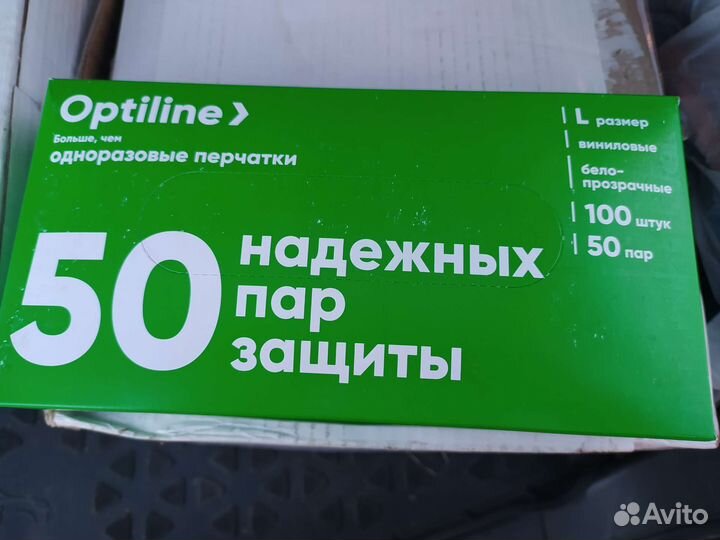 Optiline
Больше, чем
одноразовые перчатки
50 надежных
пар
защиты
L размер
виниловые
бело-
прозрачные
100 штук
50 пар
Avito